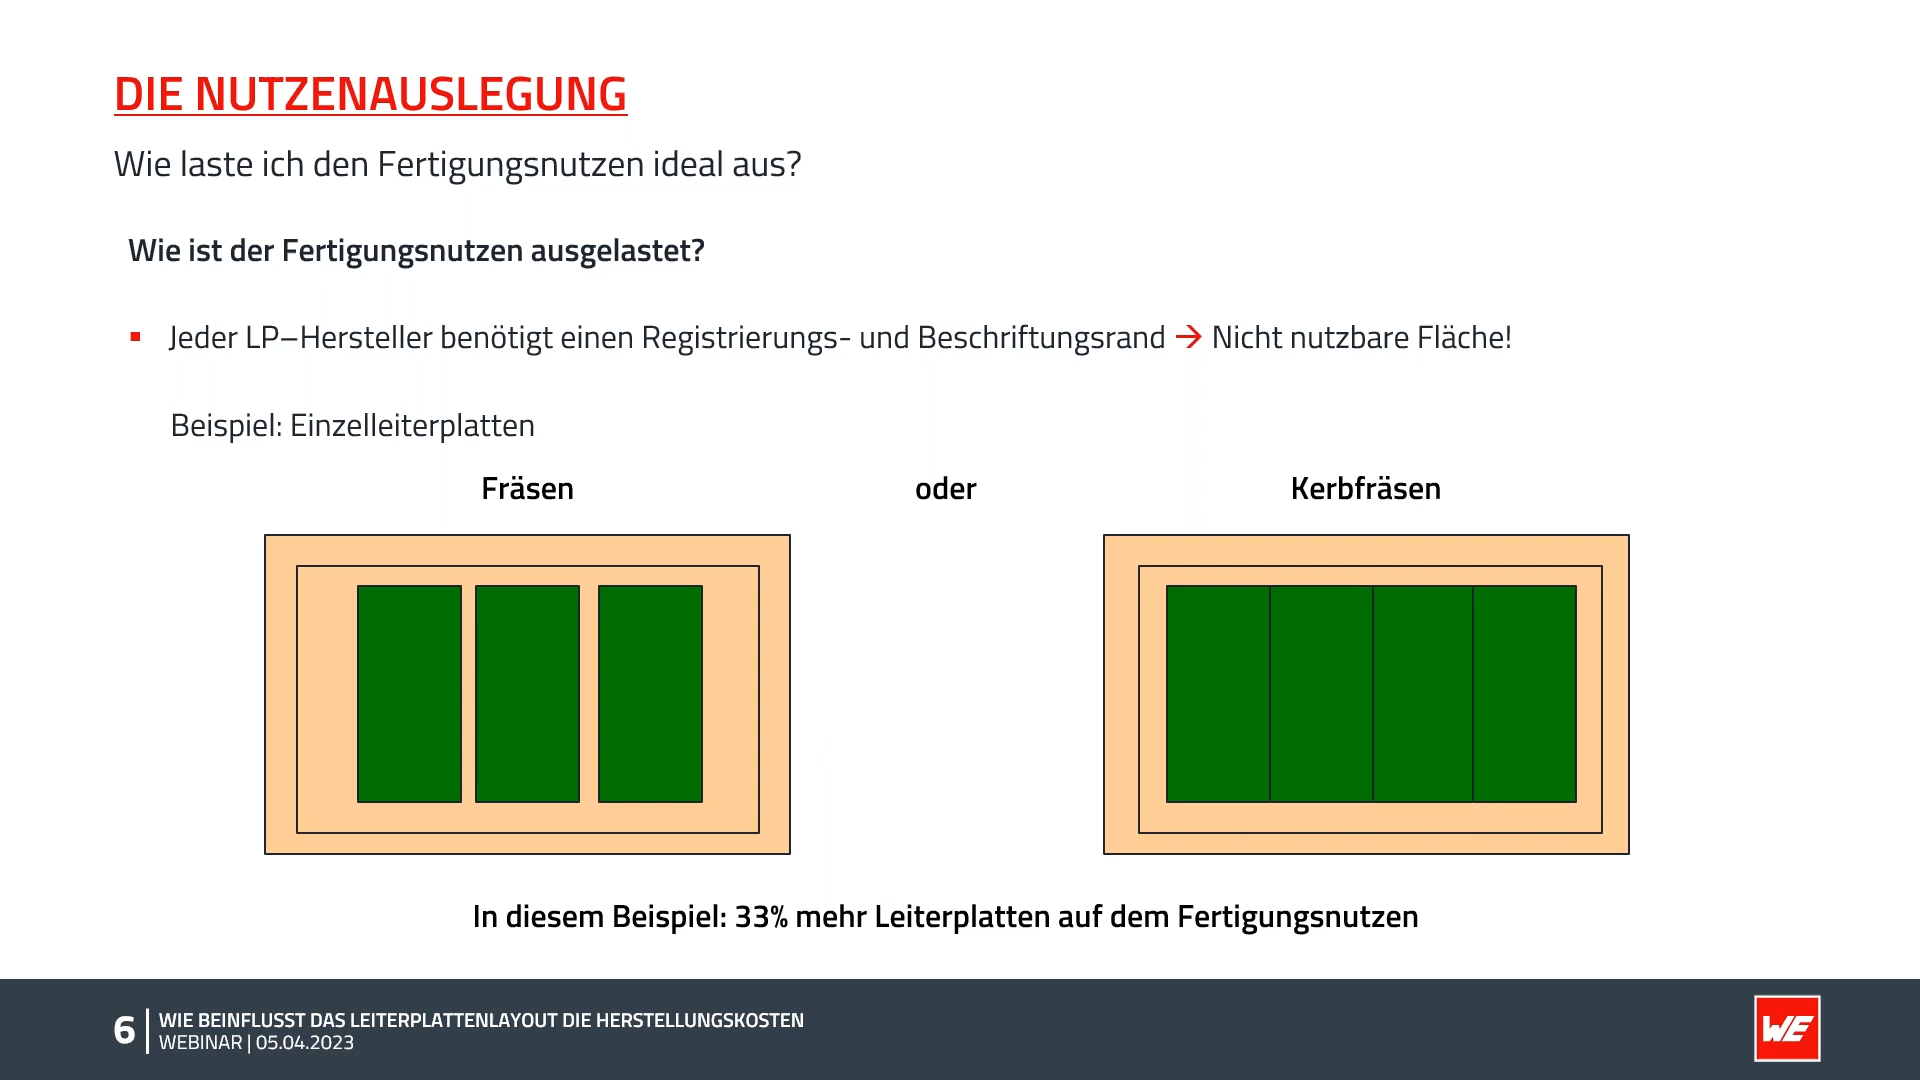 DIE NUTZENAUSLEGUNG
Wie laste ich den Fertigungsnutzen ideal aus?
Wie ist der Fertigungsnutzen ausgelastet?
▪ Jeder LP–Hersteller benötigt einen Registrierungs- und Beschriftungsrand → Nicht nutzbare Fläche!
Beispiel: Einzelleiterplatten
Fräsen oder Kerbfräsen
In diesem Beispiel: 33% mehr Leiterplatten auf dem Fertigungsnutzen
6 WIE BEINFLUSST DAS LEITERPLATTENLAYOUT DIE HERSTELLUNGSKOSTEN
WEBINAR | 05.04.2023
WE